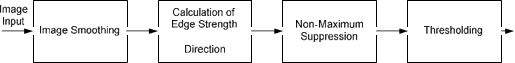 Image
Input
Image Smoothing
Calculation of
Edge Strength
Direction
Non-Maximum
Suppression
Thresholding